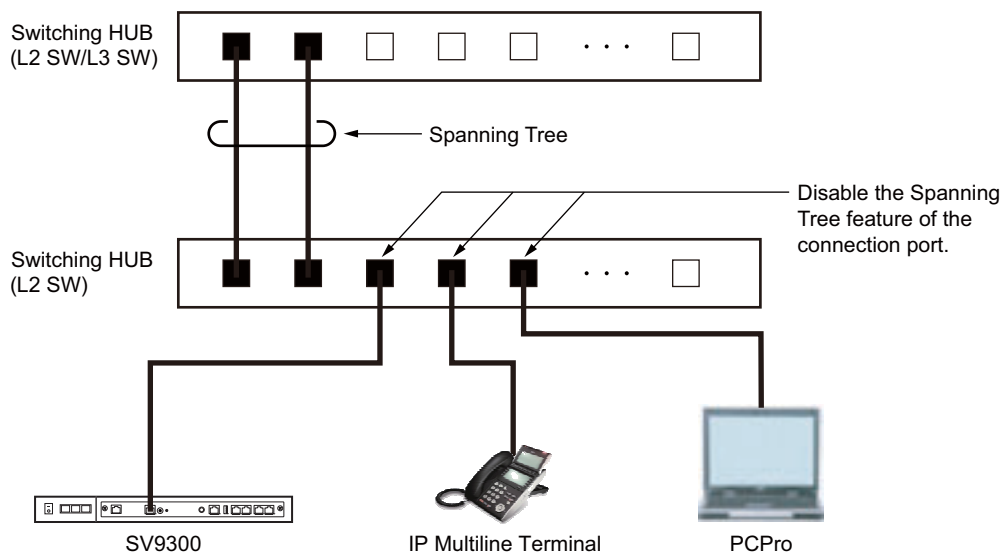 Switching HUB
(L2 SW/L3 SW)
Spanning Tree
Disable the Spanning
Tree feature of the
connection port.
Switching HUB
(L2 SW)
SV9300
IP Multiline Terminal
PCPro